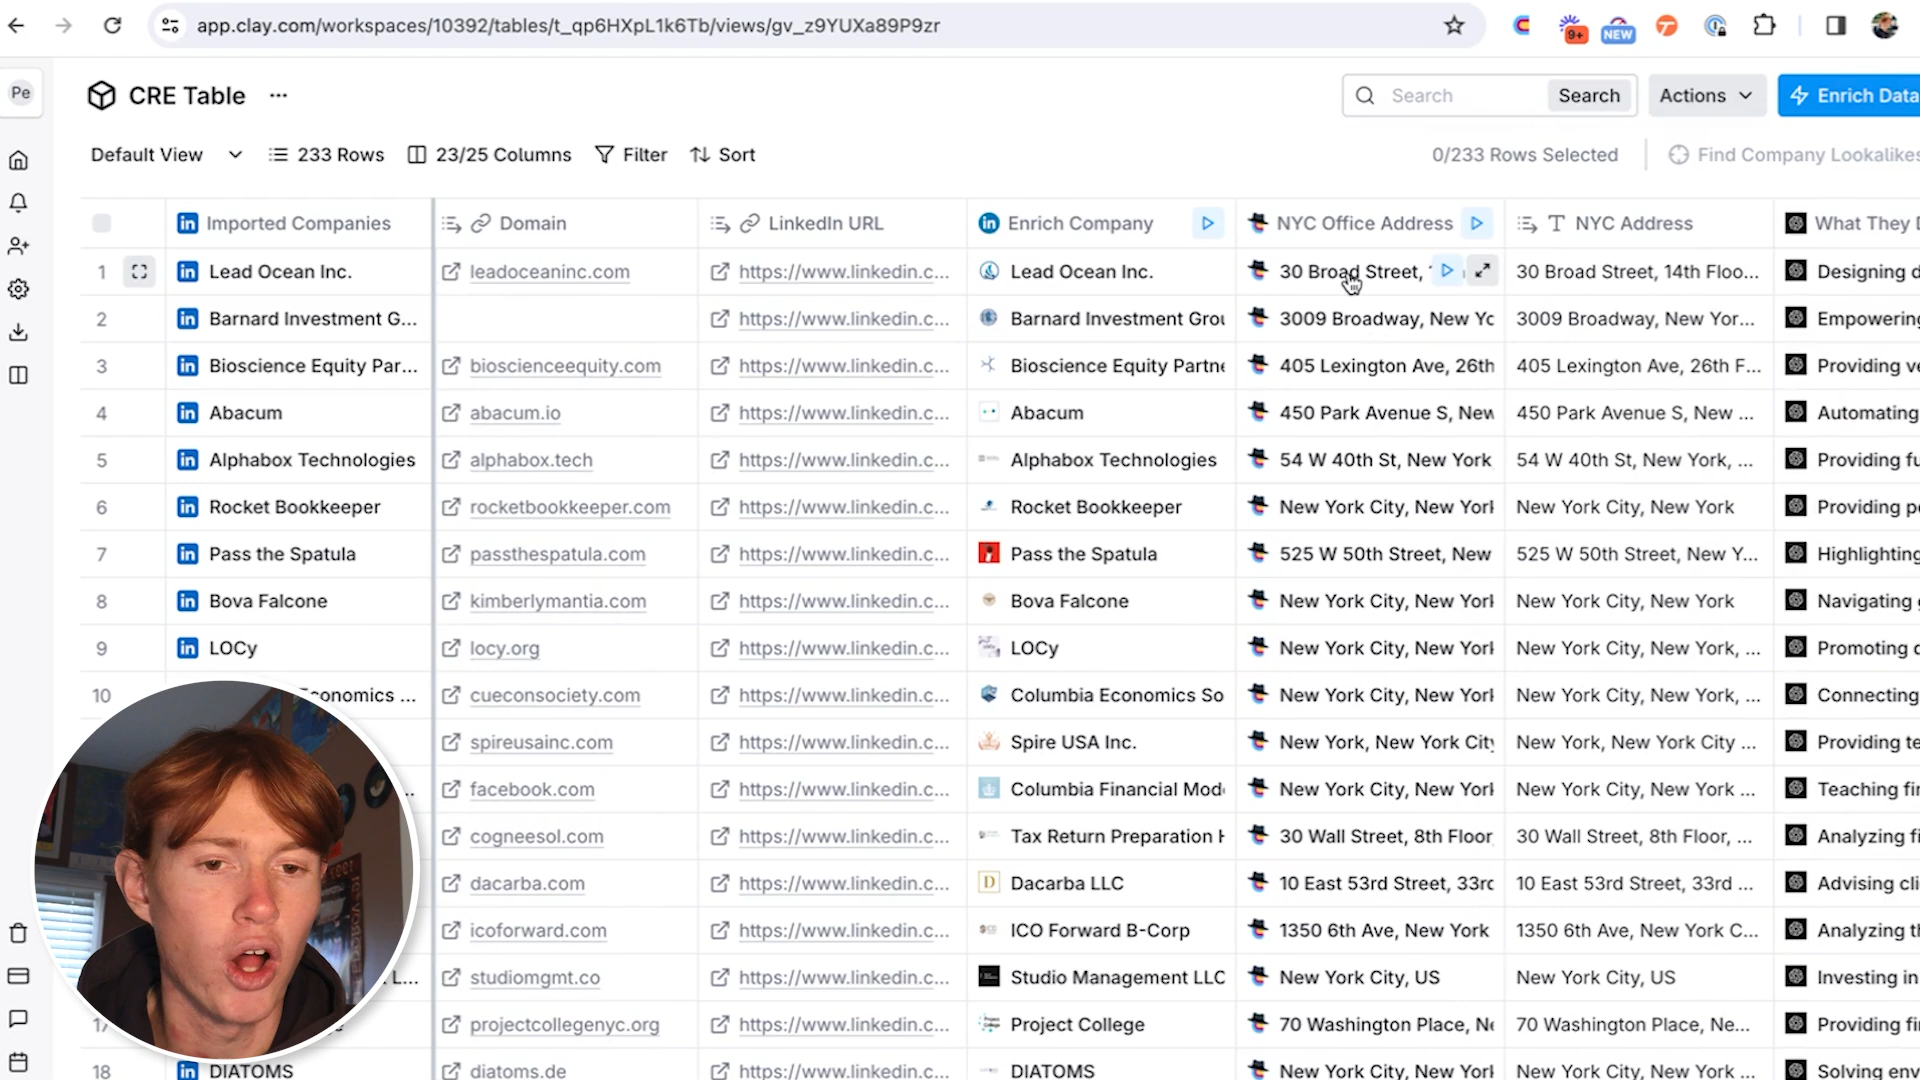 app.clay.com/workspaces/10392/tables/t_qp6HXpL1k6Tb/views/gv_z9YUXa89P9zr
9+
NEW
Pe
CRE Table
Search
Search
Actions
Enrich Data
Default View
233 Rows
23/25 Columns
Filter
Sort
0/233 Rows Selected
Find Company Lookalikes
Imported Companies
Domain
LinkedIn URL
Enrich Company
NYC Office Address
NYC Address
What They D
1 Lead Ocean Inc. leadoceaninc.com https://www.linkedin.c... Lead Ocean Inc. 30 Broad Street, 30 Broad Street, 14th Floo... Designing d
2 Barnard Investment G... https://www.linkedin.c... Barnard Investment Grou 3009 Broadway, New Yo 3009 Broadway, New Yor... Empowering
3 Bioscience Equity Par... bioscienceequity.com https://www.linkedin.c... Bioscience Equity Partne 405 Lexington Ave, 26th 405 Lexington Ave, 26th F... Providing ve
4 Abacum abacum.io https://www.linkedin.c... Abacum 450 Park Avenue S, New 450 Park Avenue S, New ... Automating
5 Alphabox Technologies alphabox.tech https://www.linkedin.c... Alphabox Technologies 54 W 40th St, New York 54 W 40th St, New York, ... Providing fu
6 Rocket Bookkeeper rocketbookkeeper.com https://www.linkedin.c... Rocket Bookkeeper New York City, New York New York City, New York Providing pe
7 Pass the Spatula passthespatula.com https://www.linkedin.c... Pass the Spatula 525 W 50th Street, New 525 W 50th Street, New Y... Highlighting
8 Bova Falcone kimberlymantia.com https://www.linkedin.c... Bova Falcone New York City, New York New York City, New York Navigating g
9 LOCy locy.org https://www.linkedin.c... LOCy New York City, New York New York City, New York, ... Promoting c
10 Economics ... cueconsociety.com https://www.linkedin.c... Columbia Economics So New York City, New York New York City, New York, ... Connecting
spireusainc.com https://www.linkedin.c... Spire USA Inc. New York, New York City New York, New York City ... Providing te
... facebook.com https://www.linkedin.c... Columbia Financial Mode New York City, New York New York City, New York ... Teaching fin
cogneesol.com https://www.linkedin.c... Tax Return Preparation H 30 Wall Street, 8th Floor, 30 Wall Street, 8th Floor, ... Analyzing fi
dacarba.com https://www.linkedin.c... Dacarba LLC 10 East 53rd Street, 33rd 10 East 53rd Street, 33rd ... Advising cli
icoforward.com https://www.linkedin.c... ICO Forward B-Corp 1350 6th Ave, New York 1350 6th Ave, New York C... Analyzing th
L... studiomgmt.co https://www.linkedin.c... Studio Management LLC New York City, US New York City, US Investing in
17 projectcollegenyc.org https://www.linkedin.c... Project College 70 Washington Place, Ne 70 Washington Place, Ne... Providing fin
18 DIATOMS diatoms.de https://www.linkedin.c... DIATOMS New York City, New York New York City, New York, ... Solving env